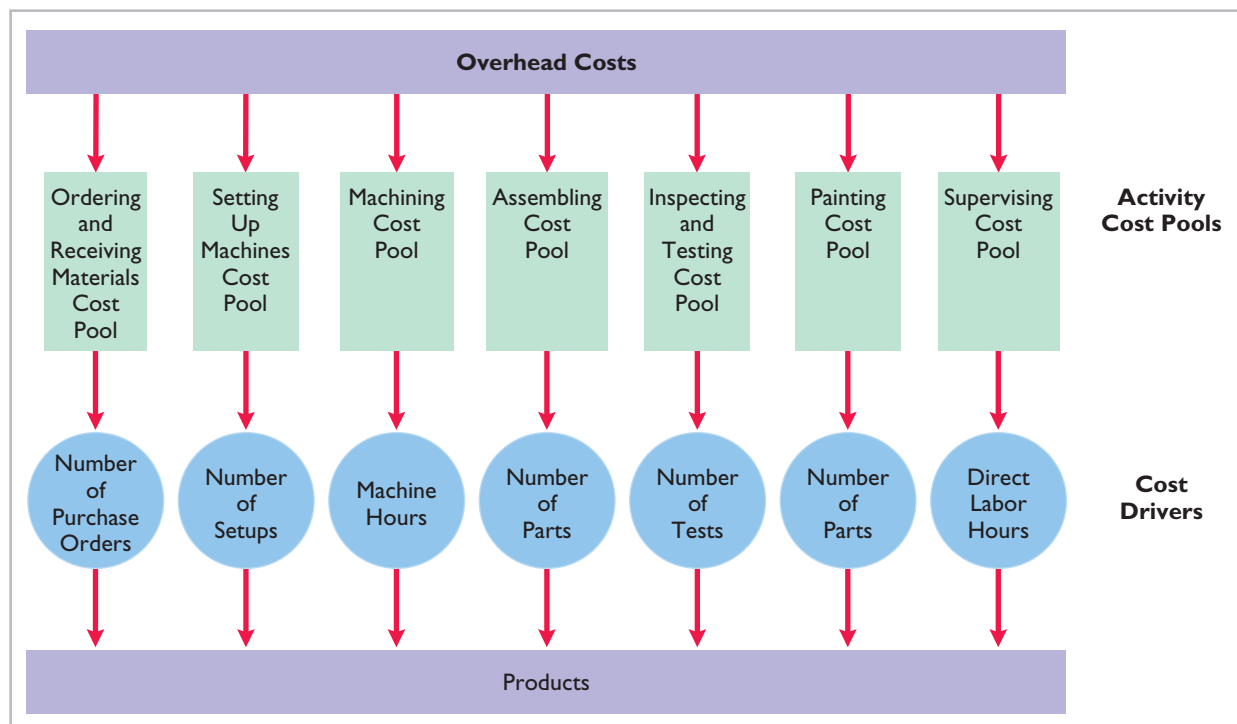 Overhead Costs
Ordering
and
Receiving
Materials
Cost
Pool
Setting
Up
Machines
Cost
Pool
Machining
Cost
Pool
Assembling
Cost
Pool
Inspecting
and
Testing
Cost
Pool
Painting
Cost
Pool
Supervising
Cost
Pool
Activity
Cost Pools
Number
of
Purchase
Orders
Number
of
Setups
Machine
Hours
Number
of
Parts
Number
of
Tests
Number
of
Parts
Direct
Labor
Hours
Cost
Drivers
Products